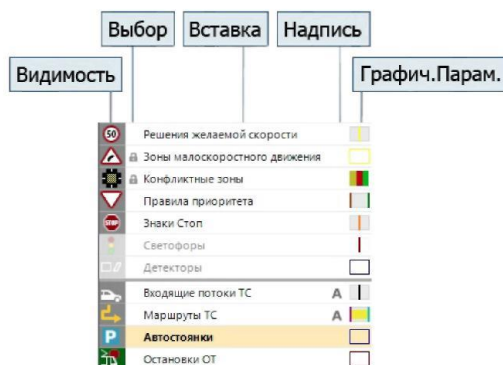 Выбор Вставка Надпись
Видимость Графич.Парам.
50 Решения желаемой скорости
Зоны малоскоростного движения
Конфликтные зоны
Правила приоритета
STOP Знаки Стоп
Светофоры
Детекторы
Входящие потоки ТС A
Маршруты ТС A
P Автостоянки
Остановки ОТ